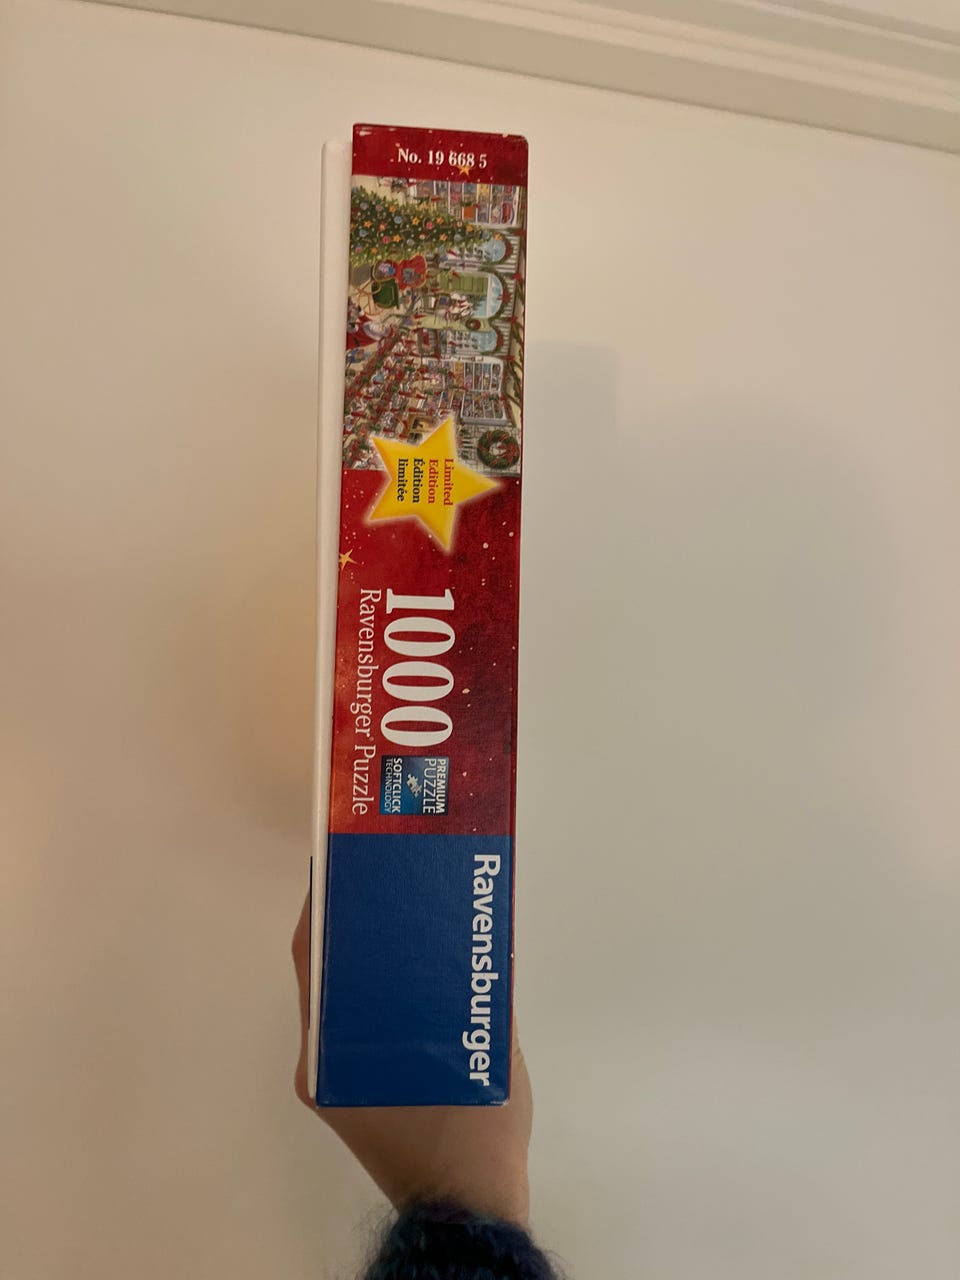 No. 19 668 5
Limited
Edition
Édition
limitée
1000
Ravensburger® Puzzle
PREMIUM
PUZZLE
SOFTCLICK
TECHNOLOGY
Ravensburger